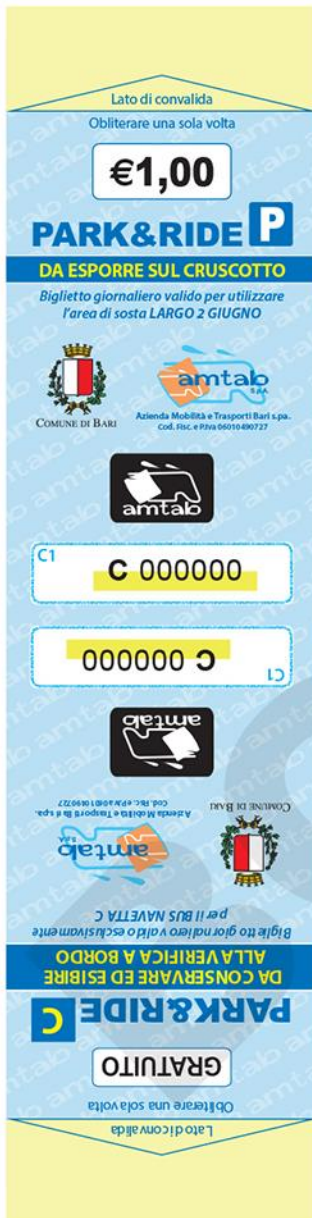 Lato di convalida
Obliterare una sola volta
€1,00
PARK&RIDE P
DA ESPORRE SUL CRUSCOTTO
Biglietto giornaliero valido per utilizzare
l'area di sosta LARGO 2 GIUGNO
COMUNE DI BARI
amtab
S.P.A.
Azienda Mobilità e Trasporti Bari s.p.a.
Cod. Fisc. e P.Iva 06010490727
amtab
C1
C 000000
C 000000
C1
amtab
COMUNE DI BARI
amtab
S.P.A.
Azienda Mobilità e Trasporti Bari s.p.a.
Cod. Fisc. e P.Iva 06010490727
Biglietto giornaliero valido esclusivamente
per il BUS NAVETTA C
DA CONSERVARE ED ESIBIRE
ALLA VERIFICA A BORDO
PARK&RIDE C
GRATUITO
Obliterare una sola volta
Lato di convalida